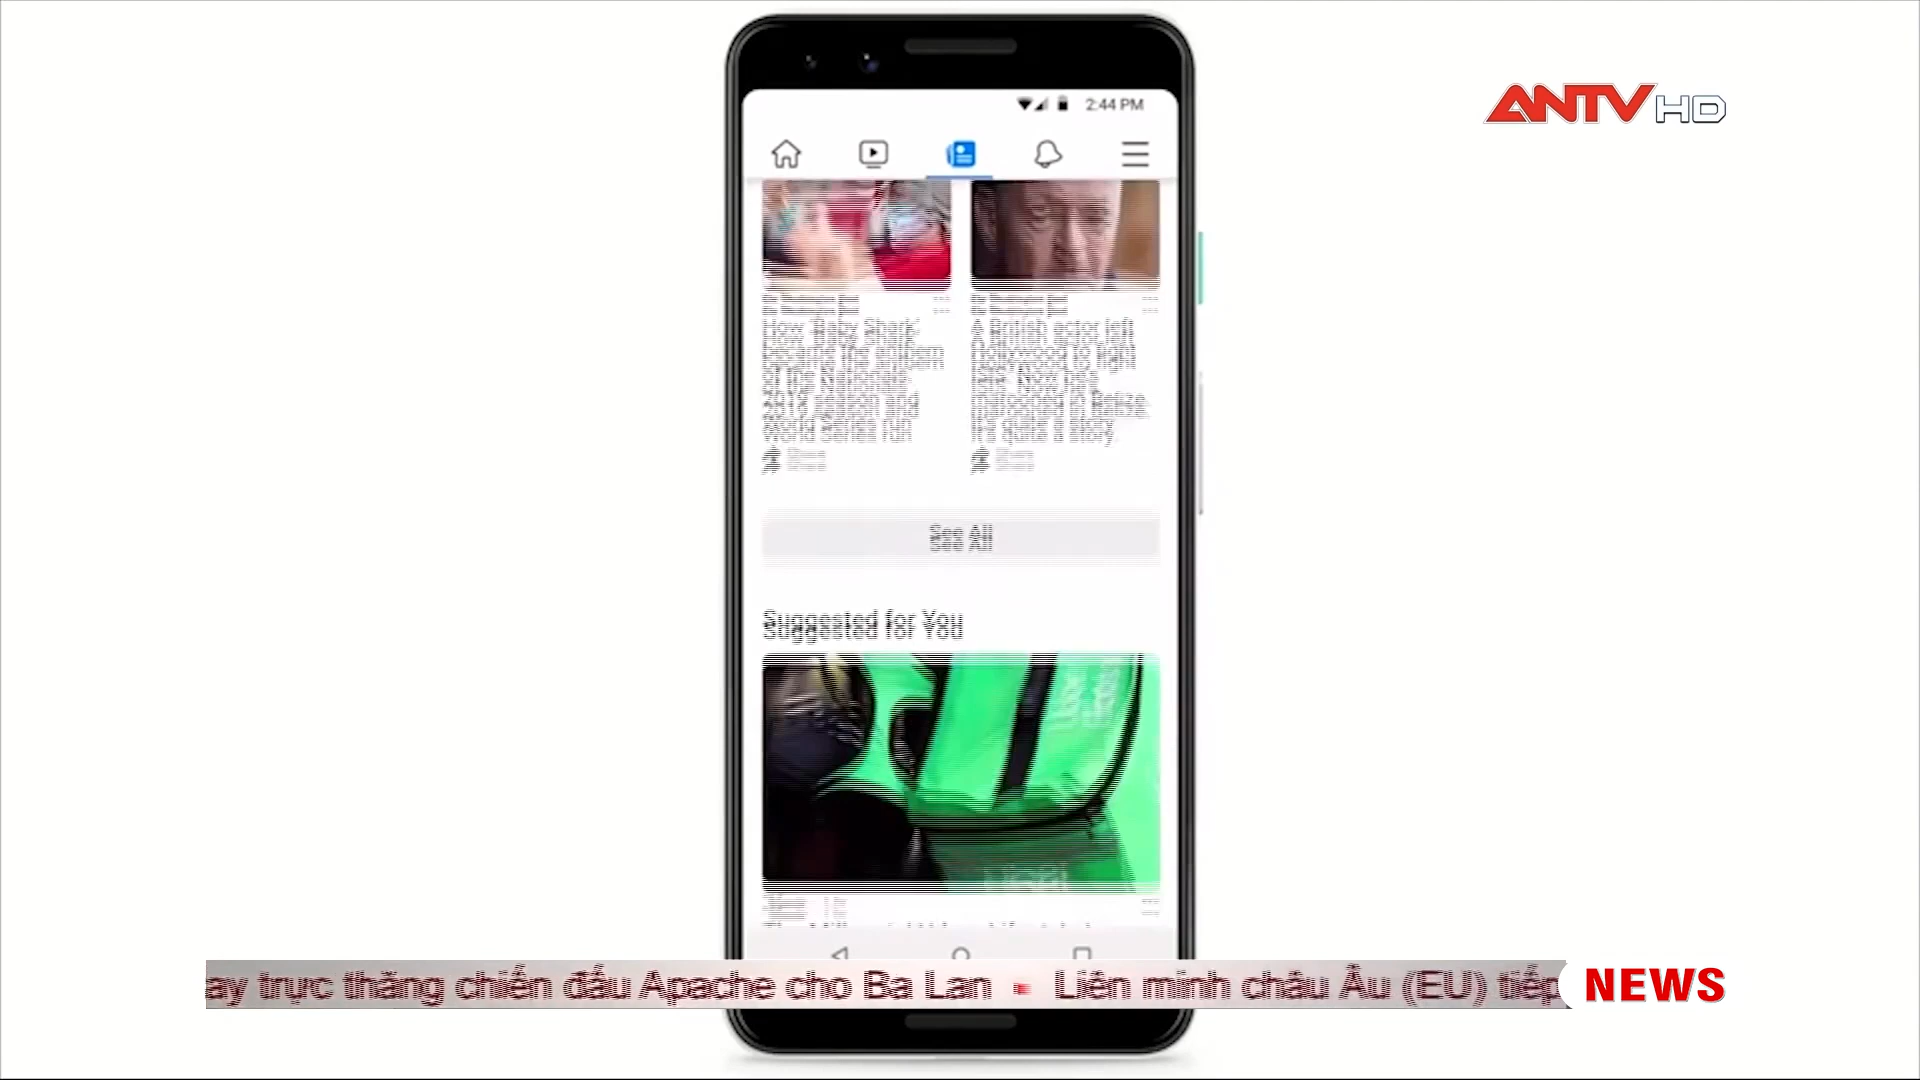 ANTV HD
2:44 PM
How 'Baby Shark'
became the anthem
of the Nationals'
2019 season and
World Series run
A British actor left
Hollywood to fight
ISIS. Now he's
marooned in Belize.
It's quite a story.
See All
Suggested for You
ay trực thăng chiến đấu Apache cho Ba Lan ▪ Liên minh châu Âu (EU) tiếp
NEWS